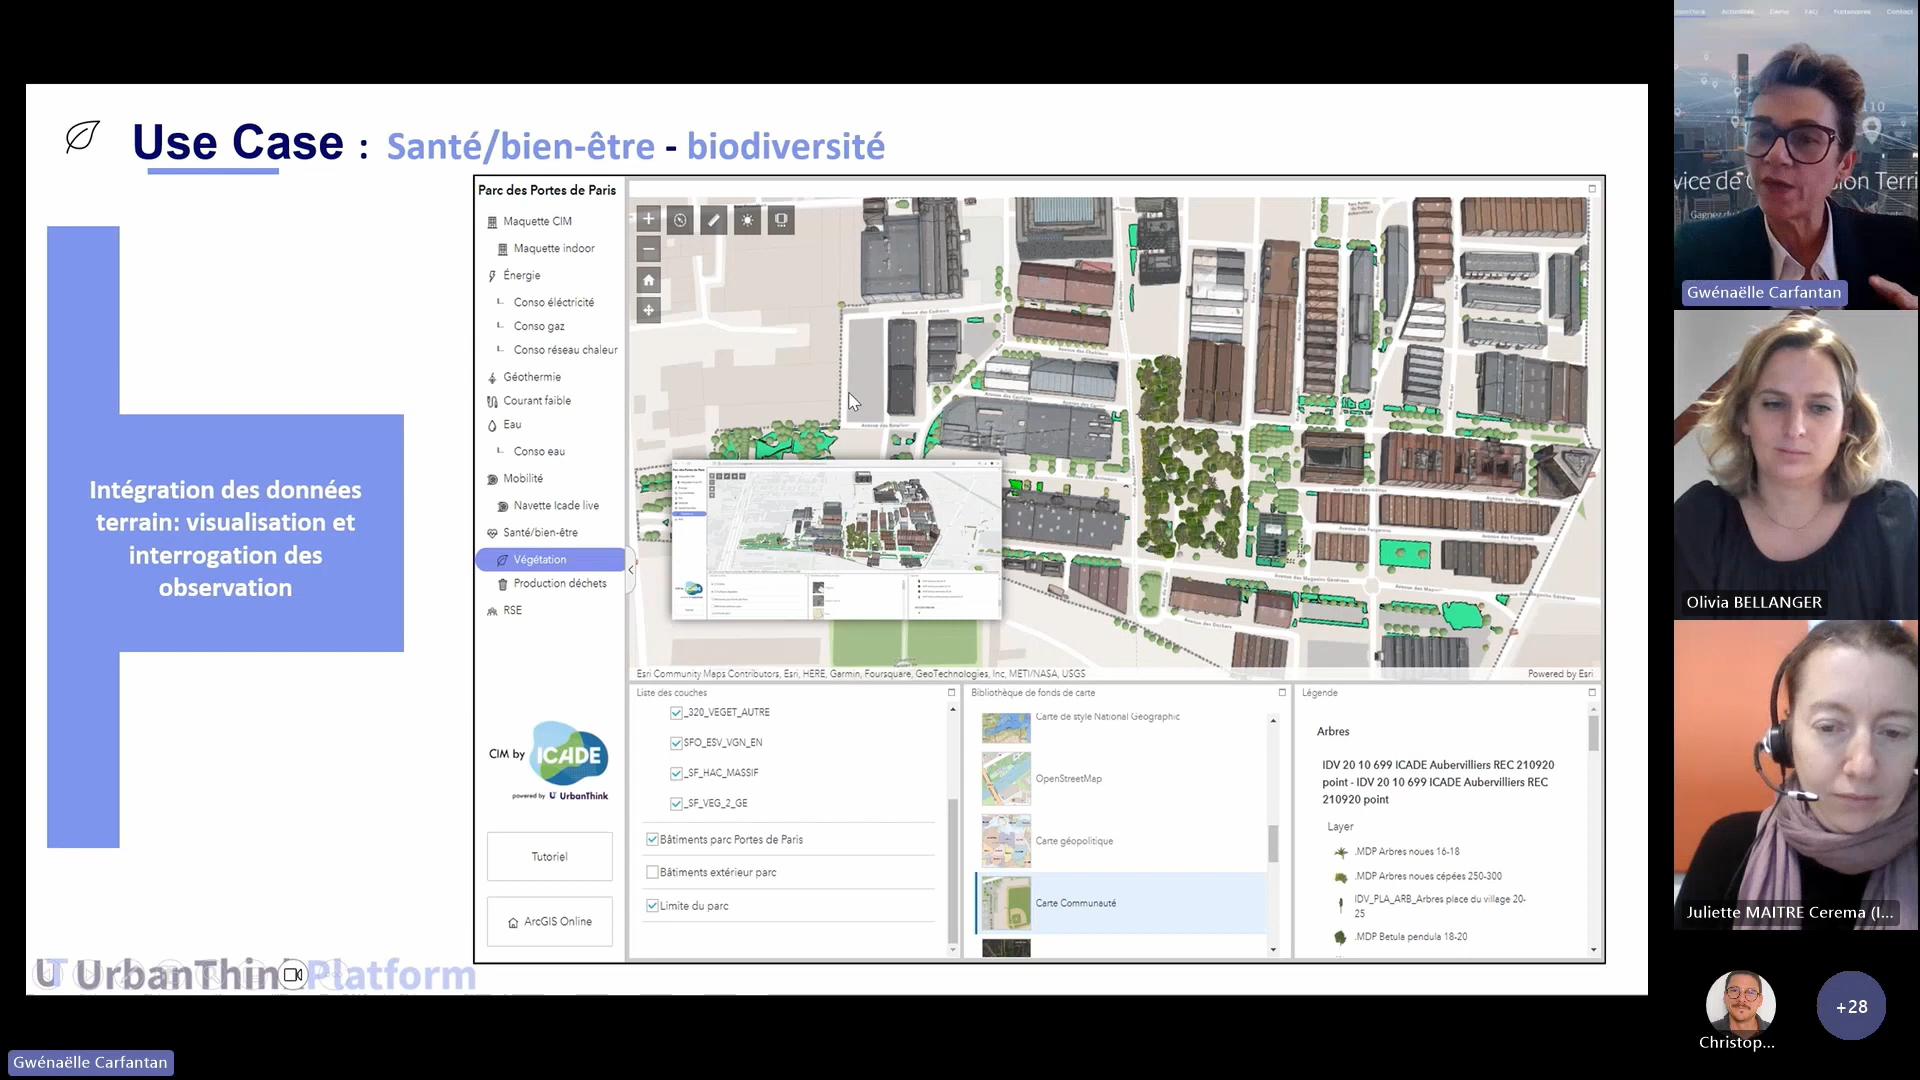 Use Case : Santé/bien-être - biodiversité
Intégration des données
terrain: visualisation et
interrogation des
observation
Parc des Portes de Paris
Maquette CIM
Maquette indoor
Énergie
Conso éléctricité
Conso gaz
Conso réseau chaleur
Géothermie
Courant faible
Eau
Conso eau
Mobilité
Navette Icade live
Santé/bien-être
Végétation
Production déchets
RSE
CIM by ICADE
powered by UrbanThink
Tutoriel
ArcGIS Online
Esri Community Maps Contributors, Esri, HERE, Garmin, Foursquare, GeoTechnologies, Inc, METI/NASA, USGS
Powered by Esri
Liste des couches
_320_VEGET_AUTRE
SFO_ESV_VGN_EN
_SF_HAC_MASSIF
_SF_VEG_2_GE
Bâtiments parc Portes de Paris
Bâtiments extérieur parc
Limite du parc
Bibliothèque de fonds de carte
Carte de style National Geographic
OpenStreetMap
Carte géopolitique
Carte Communauté
Légende
Arbres
IDV 20 10 699 ICADE Aubervilliers REC 210920
point - IDV 20 10 699 ICADE Aubervilliers REC
210920 point
Layer
.MDP Arbres noues 16-18
.MDP Arbres noues cépées 250-300
IDV_PLA_ARB_Arbres place du village 20-
25
.MDP Betula pendula 18-20
UT UrbanThink Platform
Gwénaëlle Carfantan
Gwénaëlle Carfantan
Olivia BELLANGER
Juliette MAITRE Cerema (I...
Christop...
+28